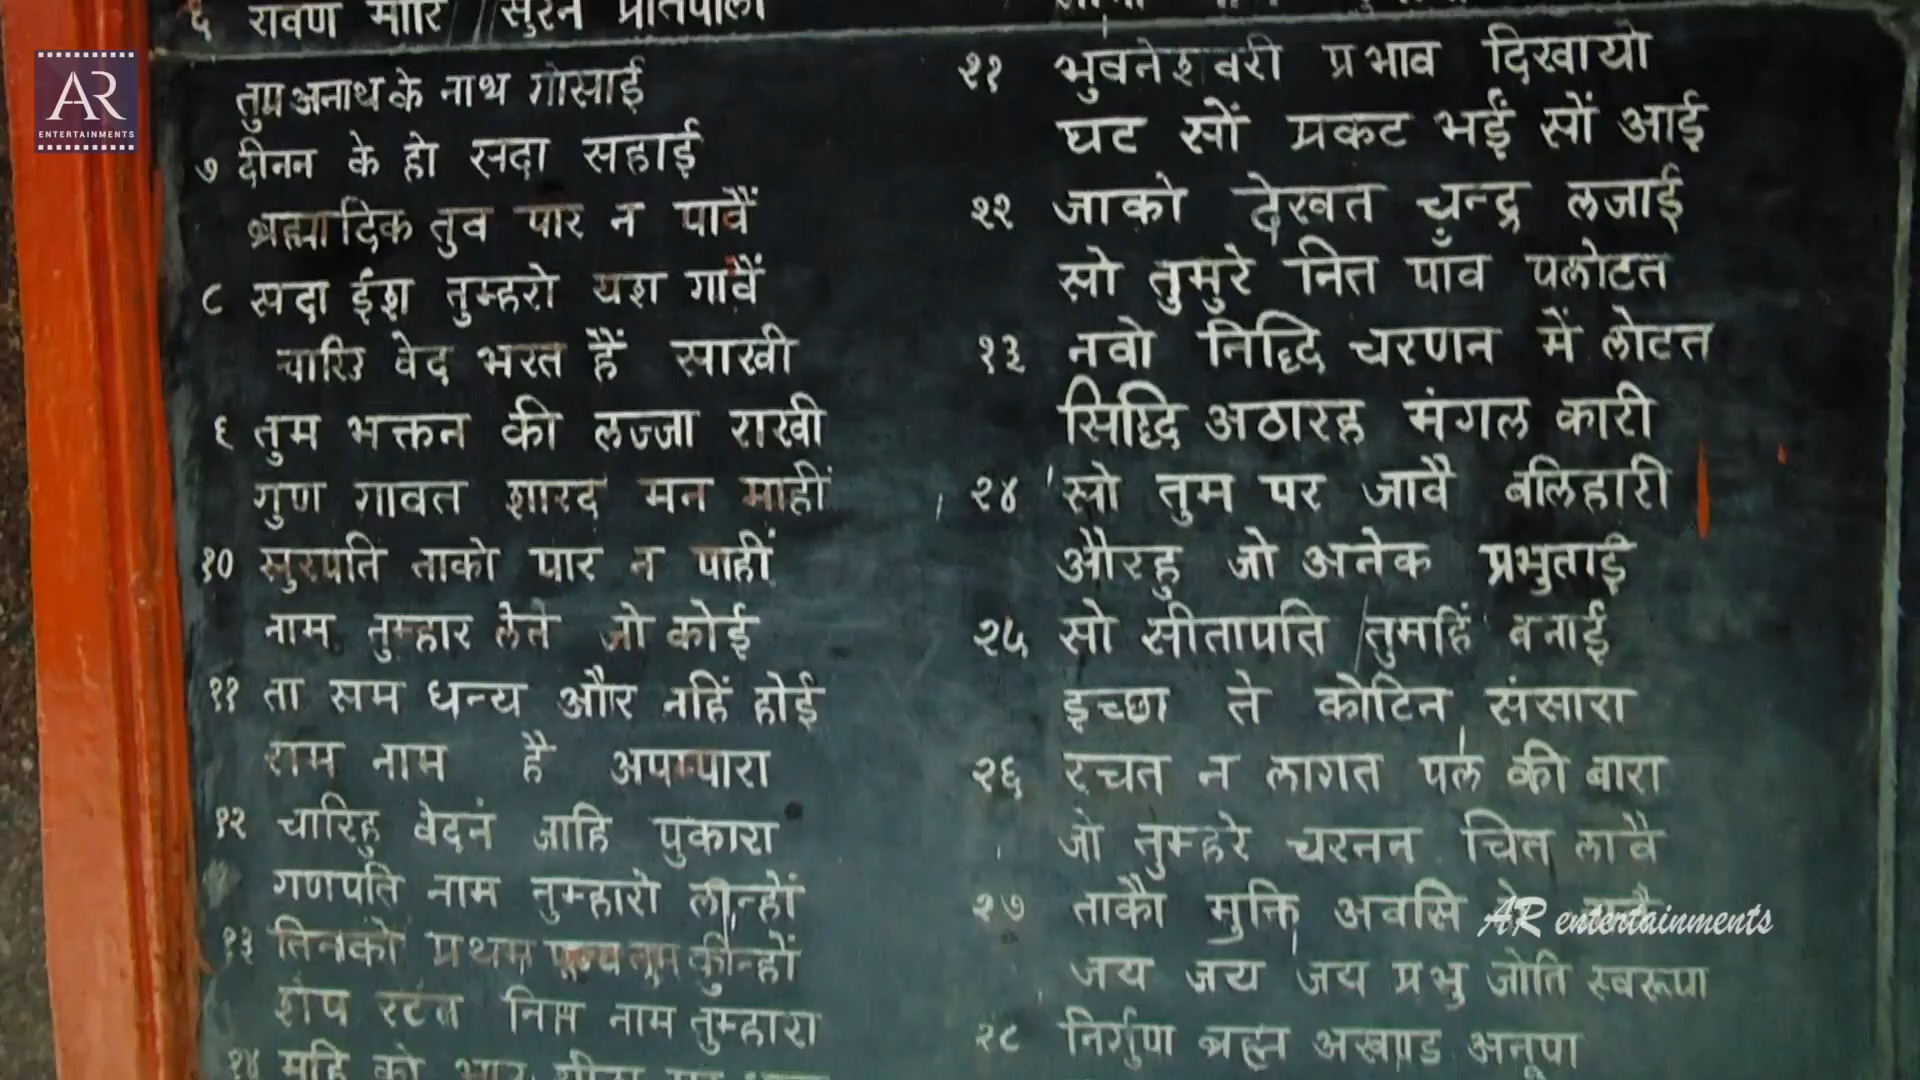 ६ रावण मारि सुरन प्रतिपाला
तुम अनाथ के नाथ गोसाई
७ दीनन के हो सदा सहाई
ब्रह्मादिक तुव पार न पावैं
८ सदा ईश तुम्हरो यश गावैं
चारिउ वेद भरत हैं साखी
९ तुम भक्तन की लज्जा राखी
गुण गावत शारद मन माहीं
१० सुरपति ताको पार न पाहीं
नाम तुम्हार लेत जो कोई
११ ता सम धन्य और नहिं होई
राम नाम है अपम्पारा
१२ चारिहु वेदनं जाहि पुकारा
गणपति नाम तुम्हारो लीन्हों
१३ तिनको प्रथम पूज्य तुम कीन्हों
शेष रटत नित नाम तुम्हारा
१४ महि को भार
२१ भुवनेश्वरी प्रभाव दिखायो
घट सों प्रकट भईं सों आई
२२ जाको देखत चन्द्र लजाई
सो तुमुरे नित पाँव पलोटत
१३ नवो निद्धि चरणन में लोटत
सिद्धि अठारह मंगल कारी
२४ सो तुम पर जावै बलिहारी
औरहु जो अनेक प्रभुताई
२५ सो सीतापति तुमहिं बनाई
इच्छा ते कोटिन संसारा
२६ रचत न लागत पल की बारा
जो तुम्हरे चरनन चित लावै
२७ ताकौ मुक्ति अवसि
जय जय जय प्रभु जोति स्वरूपा
२८ निर्गुण ब्रह्म अखण्ड अनूपा
AR
ENTERTAINMENTS
AR entertainments